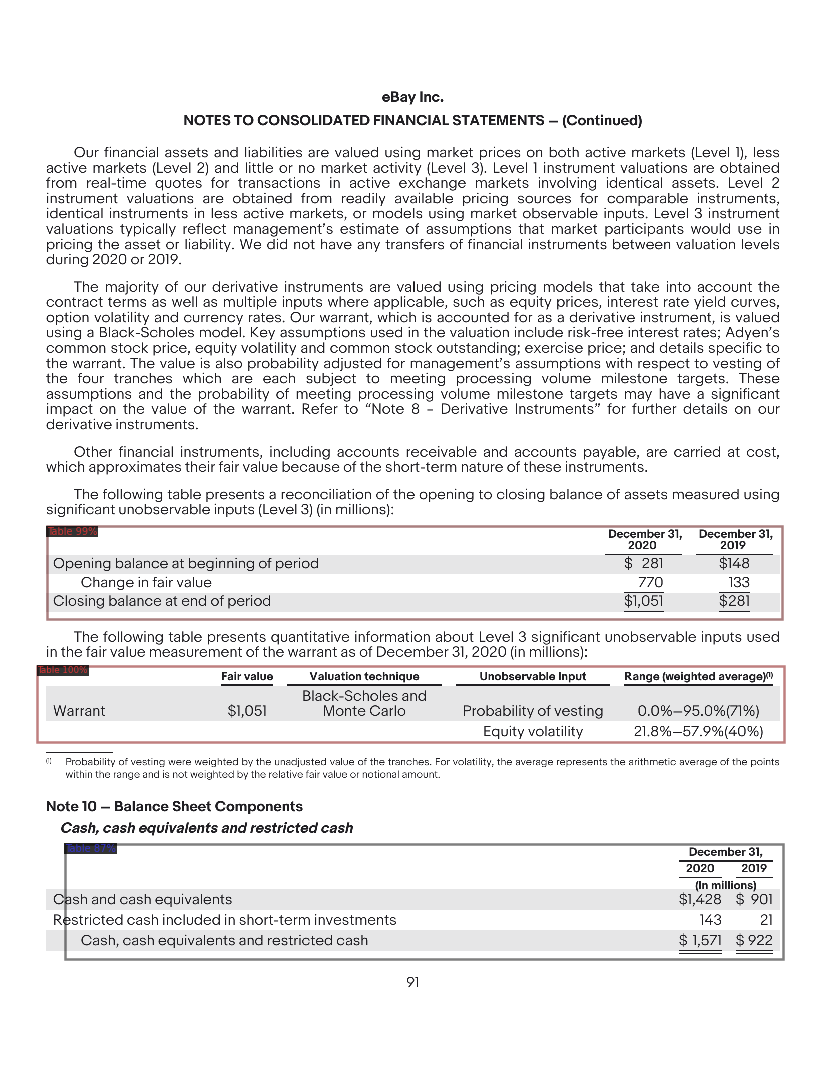 eBay Inc.
NOTES TO CONSOLIDATED FINANCIAL STATEMENTS — (Continued)
Our financial assets and liabilities are valued using market prices on both active markets (Level 1), less
active markets (Level 2) and little or no market activity (Level 3). Level 1 instrument valuations are obtained
from real-time quotes for transactions in active exchange markets involving identical assets. Level 2
instrument valuations are obtained from readily available pricing sources for comparable instruments,
identical instruments in less active markets, or models using market observable inputs. Level 3 instrument
valuations typically reflect management’s estimate of assumptions that market participants would use in
pricing the asset or liability. We did not have any transfers of financial instruments between valuation levels
during 2020 or 2019.
The majority of our derivative instruments are valued using pricing models that take into account the
contract terms as well as multiple inputs where applicable, such as equity prices, interest rate yield curves,
option volatility and currency rates. Our warrant, which is accounted for as a derivative instrument, is valued
using a Black-Scholes model. Key assumptions used in the valuation include risk-free interest rates; Adyen’s
common stock price, equity volatility and common stock outstanding; exercise price; and details specific to
the warrant. The value is also probability adjusted for management’s assumptions with respect to vesting of
the four tranches which are each subject to meeting processing volume milestone targets. These
assumptions and the probability of meeting processing volume milestone targets may have a significant
impact on the value of the warrant. Refer to “Note 8 – Derivative Instruments” for further details on our
derivative instruments.
Other financial instruments, including accounts receivable and accounts payable, are carried at cost,
which approximates their fair value because of the short-term nature of these instruments.
The following table presents a reconciliation of the opening to closing balance of assets measured using
significant unobservable inputs (Level 3) (in millions):
Table 99%
December 31, December 31,
2020 2019
Opening balance at beginning of period $ 281 $148
Change in fair value 770 133
Closing balance at end of period $1,051 $281
The following table presents quantitative information about Level 3 significant unobservable inputs used
in the fair value measurement of the warrant as of December 31, 2020 (in millions):
Table 100%
Fair value Valuation technique Unobservable Input Range (weighted average)(1)
Black-Scholes and
Warrant $1,051 Monte Carlo Probability of vesting 0.0%—95.0%(71%)
Equity volatility 21.8%—57.9%(40%)
(1) Probability of vesting were weighted by the unadjusted value of the tranches. For volatility, the average represents the arithmetic average of the points
within the range and is not weighted by the relative fair value or notional amount.
Note 10 — Balance Sheet Components
Cash, cash equivalents and restricted cash
Table 87%
December 31,
2020 2019
(In millions)
Cash and cash equivalents $1,428 $ 901
Restricted cash included in short-term investments 143 21
Cash, cash equivalents and restricted cash $ 1,571 $ 922
91